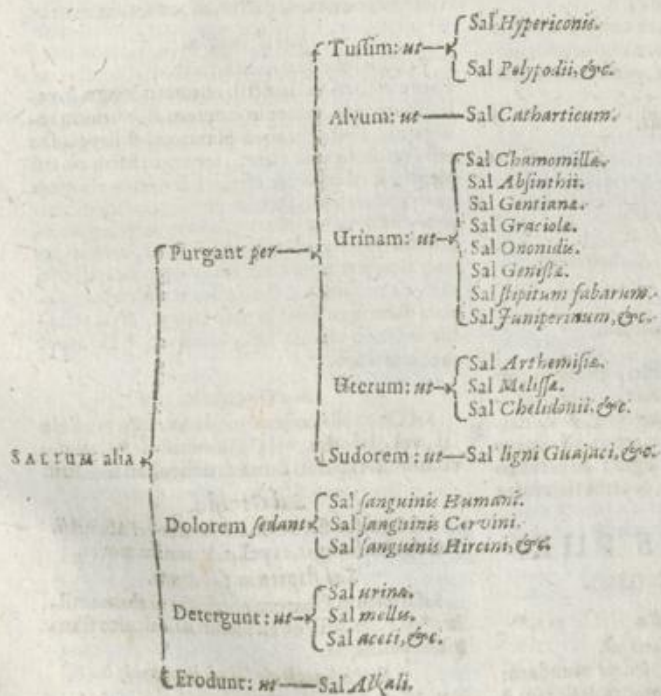 Tuſſim: ut
Sal Hypericonis.
Sal Polypodii, &c.
Alvum: ut
Sal Catharticum.
Purgant per
Urinam: ut
Sal Chamomillæ.
Sal Abſinthii.
Sal Gentianæ.
Sal Graciolæ.
Sal Ononidis.
Sal Geniſtæ.
Sal ſtipitum fabarum.
Sal Juniperinum, &c.
Uterum: ut
Sal Arthemiſiæ.
Sal Meliſſæ.
Sal Chelidonii, &c.
SALIUM alia
Sudorem: ut
Sal ligni Guajaci, &c.
Dolorem ſedant
Sal ſanguinis Humani.
Sal ſanguinis Cervini.
Sal ſanguinis Hircini, &c.
Detergunt: ut
Sal urinæ.
Sal mellis.
Sal aceti, &c.
Erodunt: ut
Sal Alkali.